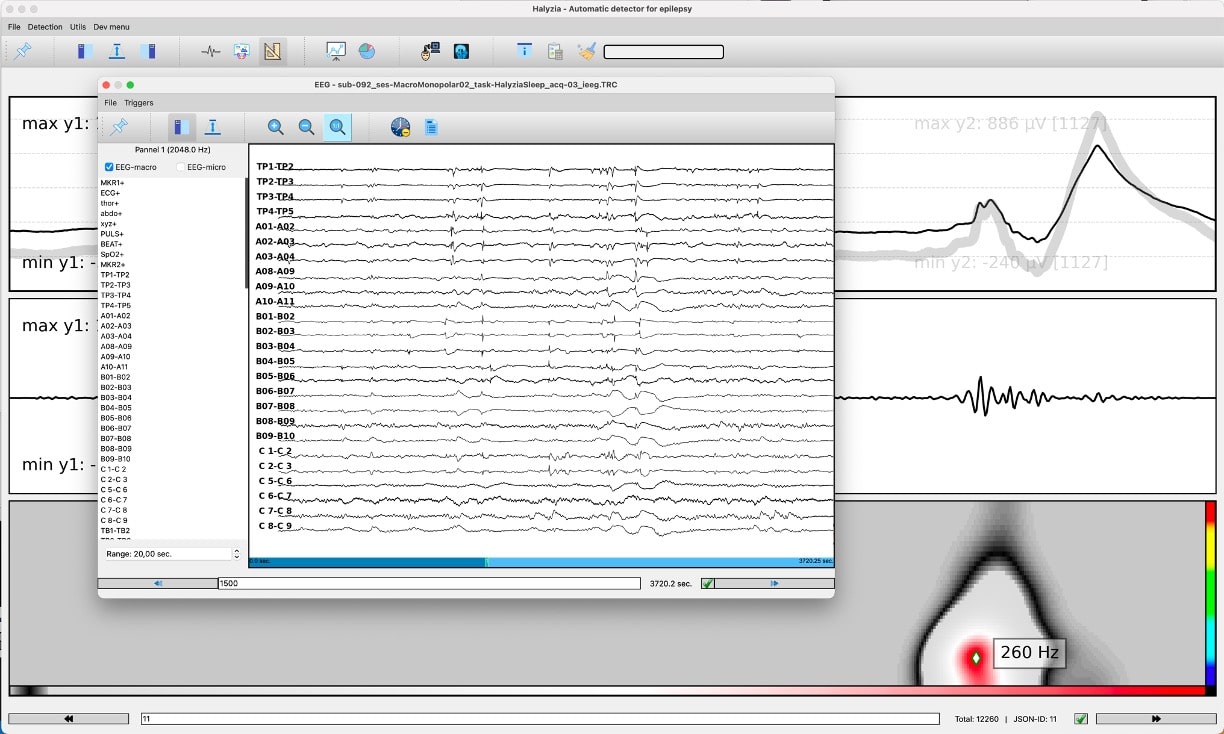 Halyzia - Automatic detector for epilepsy
File Detection Utils Dev menu
EEG - sub-092_ses-MacroMonopolar02_task-HalyziaSleep_acq-03_ieeg.TRC
File Triggers
max y1:
max y2: 886 µV [1127]
Pannel 1 (2048.0 Hz)
EEG-macro EEG-micro
MKR1+
ECG+
thor+
abdo+
xyz+
PULS+
BEAT+
SpO2+
MKR2+
TP1-TP2
TP2-TP3
TP3-TP4
TP4-TP5
A01-A02
A02-A03
A03-A04
A08-A09
A09-A10
A10-A11
B01-B02
B02-B03
B03-B04
B04-B05
B05-B06
B06-B07
B07-B08
B08-B09
B09-B10
C 1-C 2
C 2-C 3
C 5-C 6
C 6-C 7
C 7-C 8
C 8-C 9
TB1-TB2
Range: 20,00 sec.
TP1-TP2
TP2-TP3
TP3-TP4
TP4-TP5
A01-A02
A02-A03
A03-A04
A08-A09
A09-A10
A10-A11
B01-B02
B02-B03
B03-B04
B04-B05
B05-B06
B06-B07
B07-B08
B08-B09
B09-B10
C 1-C 2
C 2-C 3
C 5-C 6
C 6-C 7
C 7-C 8
C 8-C 9
0.0 sec. 3720.25 sec.
1500 3720.2 sec.
min y1: -
min y2: -240 µV [1127]
max y1:
min y1: -
260 Hz
11 Total: 12260 | JSON-ID: 11